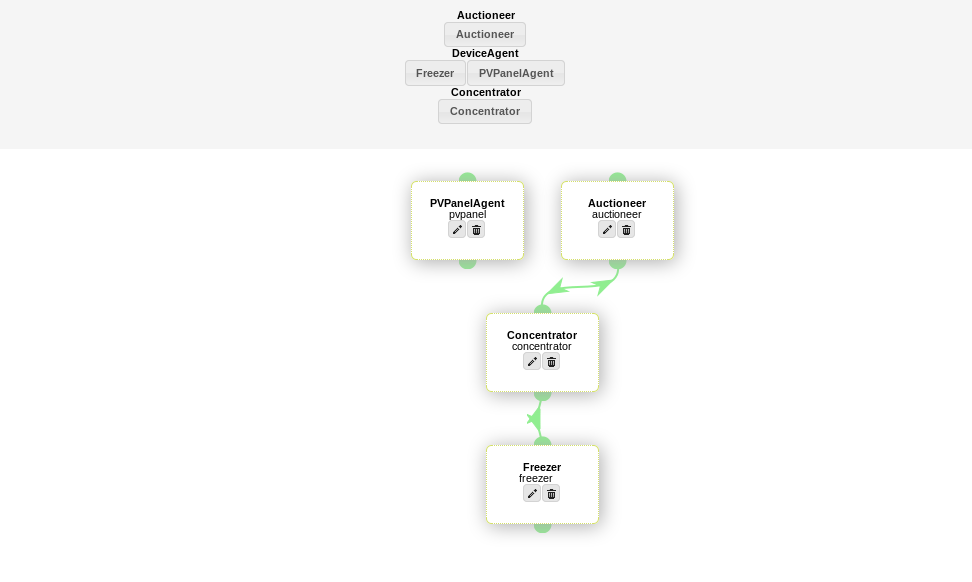 Auctioneer
Auctioneer
DeviceAgent
Freezer PVPanelAgent
Concentrator
Concentrator
PVPanelAgent
pvpanel
Auctioneer
auctioneer
Concentrator
concentrator
Freezer
freezer